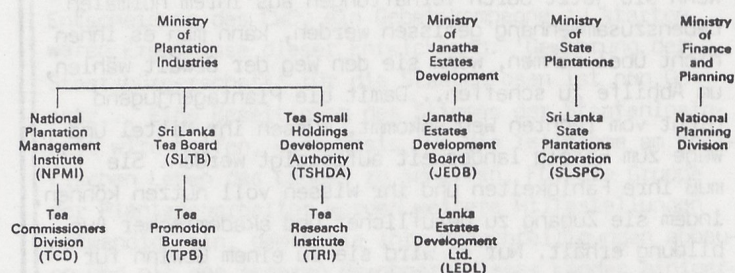 Ministry
of
Plantation
Industries
Ministry
of
Janatha
Estates
Development
Ministry
of
State
Plantations
Ministry
of
Finance
and
Planning
National
Plantation
Management
Institute
(NPMI)
Sri Lanka
Tea Board
(SLTB)
Tea Small
Holdings
Development
Authority
(TSHDA)
Janatha
Estates
Development
Board
(JEDB)
Sri Lanka
State
Plantations
Corporation
(SLSPC)
National
Planning
Division
Tea
Commissioners
Division
(TCD)
Tea
Promotion
Bureau
(TPB)
Tea
Research
Institute
(TRI)
Lanka
Estates
Development
Ltd.
(LEDL)